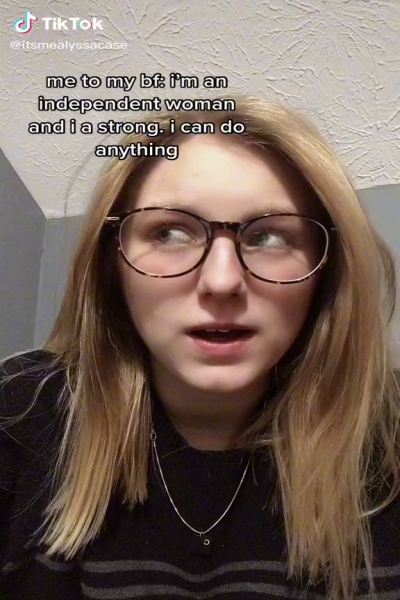 TikTok
@itsmealyssacase
me to my bf: i'm an
independent woman
and i a strong. i can do
anything